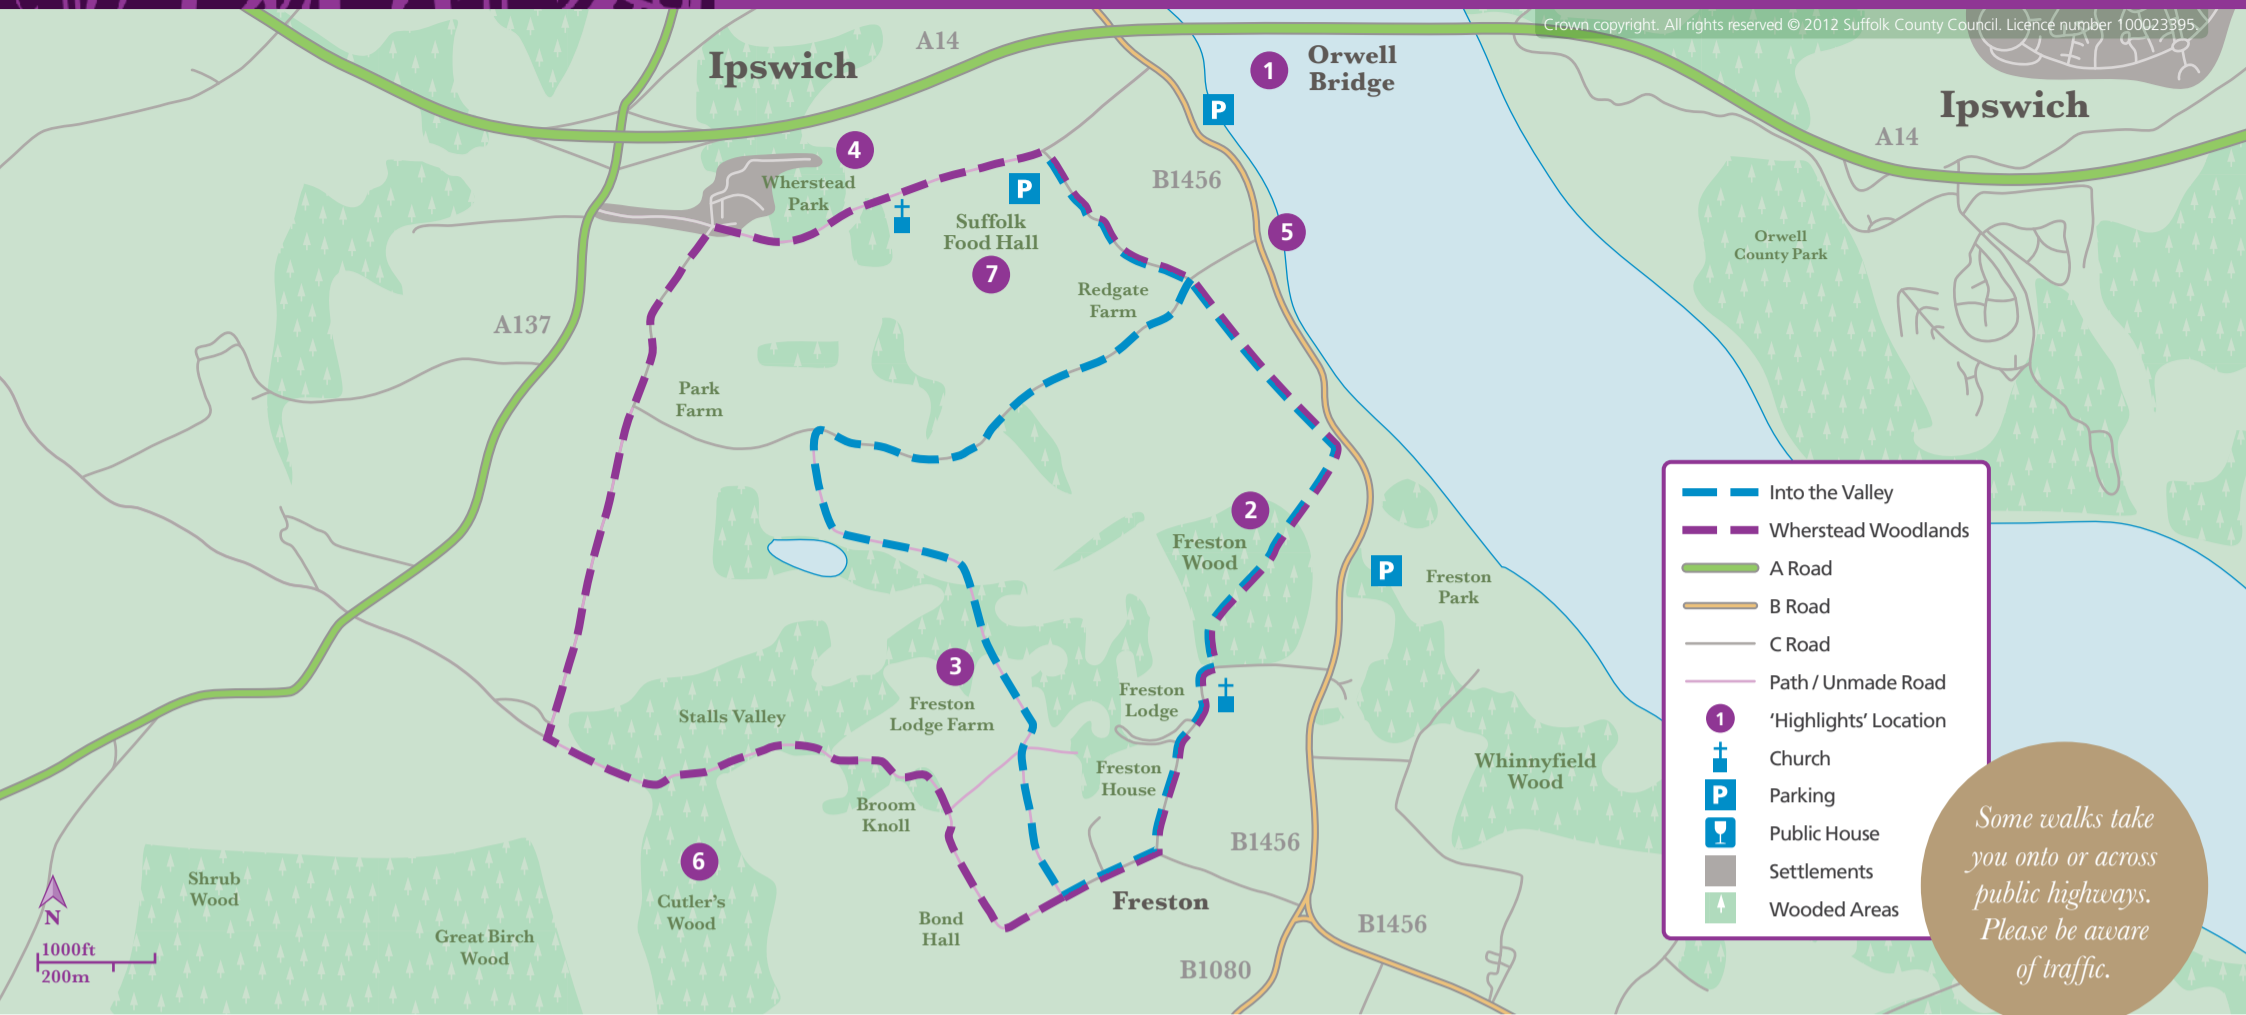 Crown copyright. All rights reserved © 2012 Suffolk County Council. Licence number 100023395.
A14
Ipswich
1
Orwell
Bridge
P
Ipswich
A14
4
Wherstead
Park
P
B1456
Suffolk
Food Hall
7
5
Orwell
County Park
Redgate
Farm
A137
Park
Farm
2
Freston
Wood
P
Freston
Park
3
Freston
Lodge Farm
Freston
Lodge
Stalls Valley
Freston
House
Whinnyfield
Wood
Broom
Knoll
B1456
6
Cutler's
Wood
Shrub
Wood
Great Birch
Wood
Bond
Hall
Freston
B1456
B1080
N
1000ft
200m
Into the Valley
Wherstead Woodlands
A Road
B Road
C Road
Path / Unmade Road
1
'Highlights' Location
Church
P
Parking
Public House
Settlements
Wooded Areas
Some walks take
you onto or across
public highways.
Please be aware
of traffic.